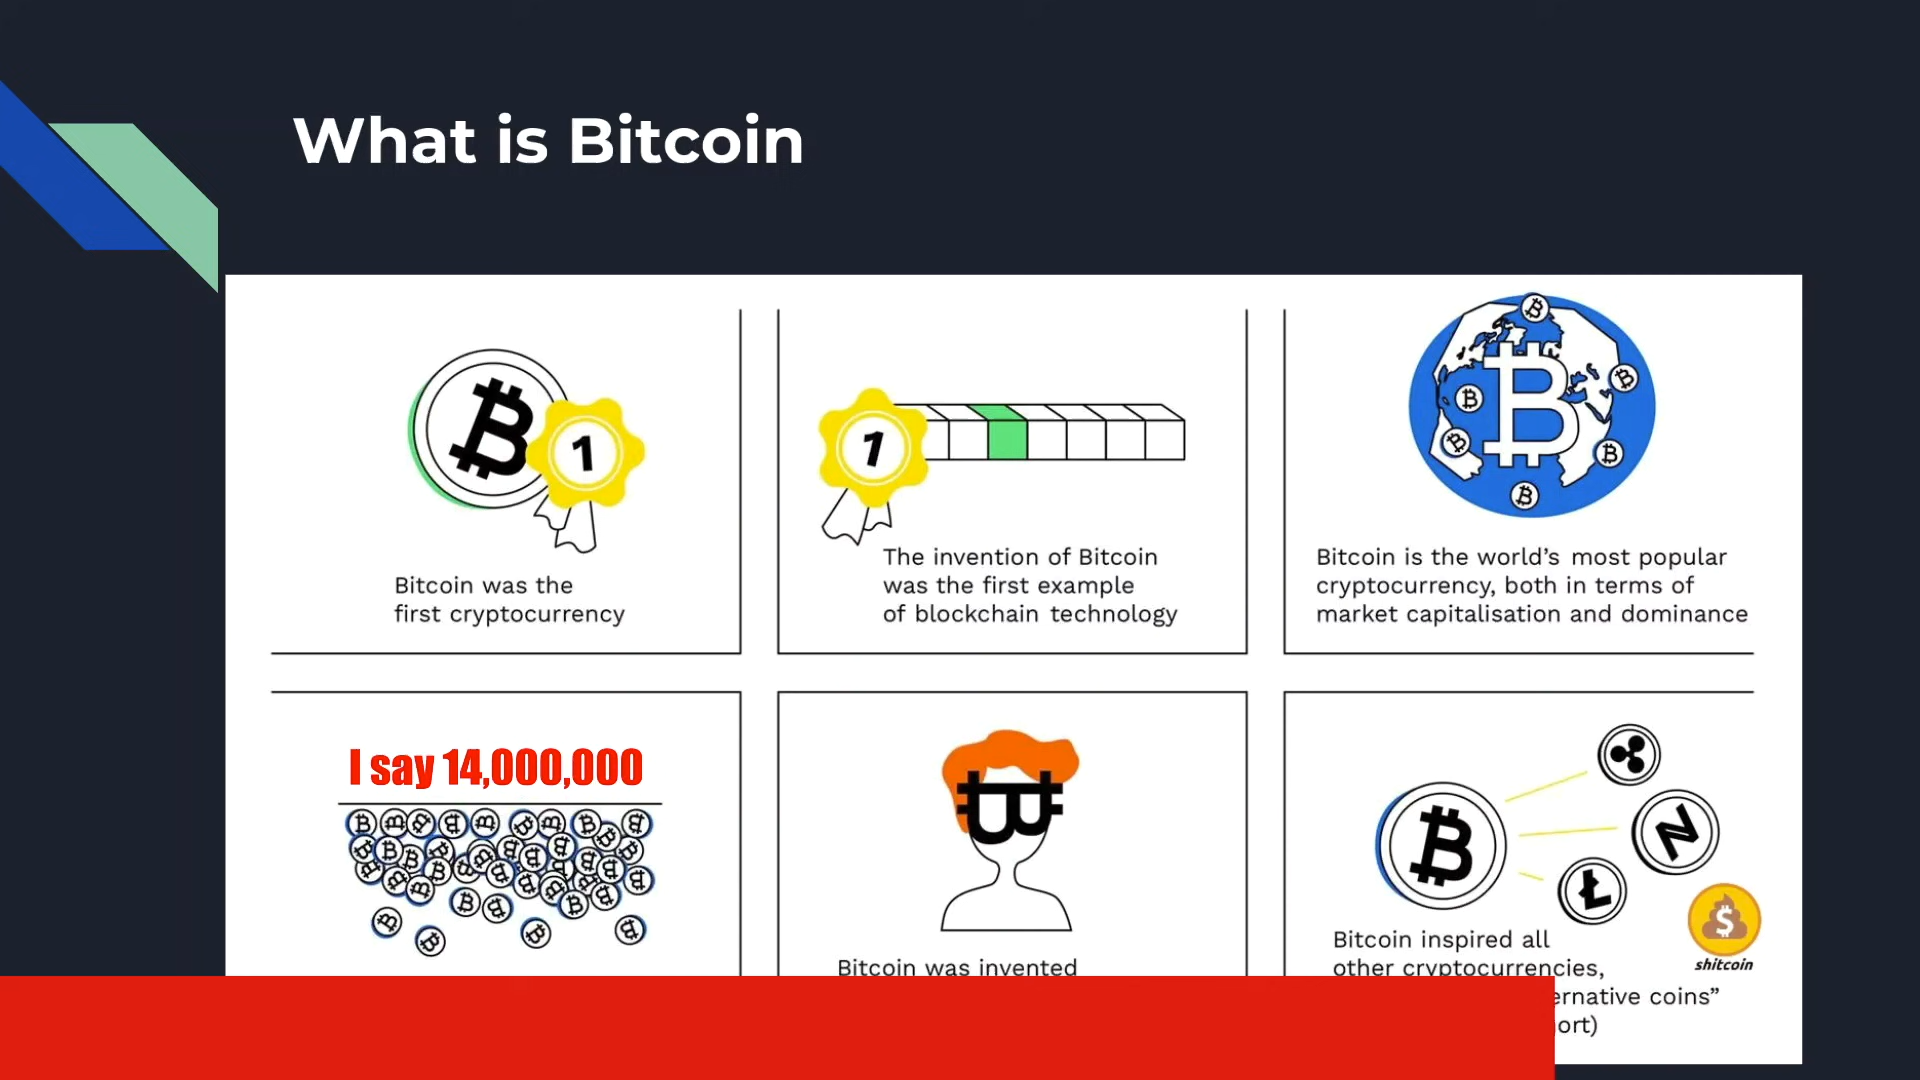 What is Bitcoin
1
Bitcoin was the
first cryptocurrency
1
The invention of Bitcoin
was the first example
of blockchain technology
Bitcoin is the world's most popular
cryptocurrency, both in terms of
market capitalisation and dominance
I say 14,000,000
Bitcoin was invented
Bitcoin inspired all
other cryptocurrencies,
ernative coins”
ort)
$
shitcoin